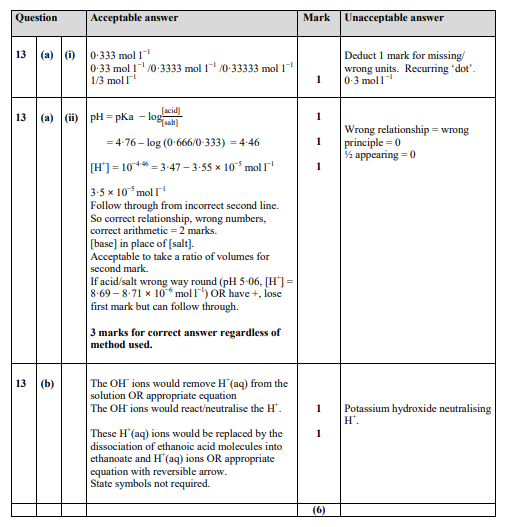 Question Acceptable answer Mark Unacceptable answer
13 (a) (i) 0·333 mol l⁻¹
0·33 mol l⁻¹ /0·3333 mol l⁻¹ /0·33333 mol l⁻¹
1/3 mol l⁻¹ 1
Deduct 1 mark for missing/
wrong units. Recurring ‘dot’.
0·3 mol l⁻¹
13 (a) (ii) pH = pKa – log [acid]/[salt] 1
= 4·76 – log (0·666/0·333) = 4·46 1
[H⁺] = 10⁻⁴·⁴⁶ = 3·47 – 3·55 × 10⁻⁵ mol l⁻¹ 1
3·5 × 10⁻⁵ mol l⁻¹
Follow through from incorrect second line.
So correct relationship, wrong numbers,
correct arithmetic = 2 marks.
[base] in place of [salt].
Acceptable to take a ratio of volumes for
second mark.
If acid/salt wrong way round (pH 5·06, [H⁺] =
8·69 – 8·71 × 10⁻⁶ mol l⁻¹) OR have +, lose
first mark but can follow through.
3 marks for correct answer regardless of
method used.
Wrong relationship = wrong
principle = 0
½ appearing = 0
13 (b) The OH⁻ ions would remove H⁺(aq) from the
solution OR appropriate equation
The OH⁻ ions would react/neutralise the H⁺. 1
These H⁺(aq) ions would be replaced by the 1
dissociation of ethanoic acid molecules into
ethanoate and H⁺(aq) ions OR appropriate
equation with reversible arrow.
State symbols not required.
Potassium hydroxide neutralising
H⁺.
(6)